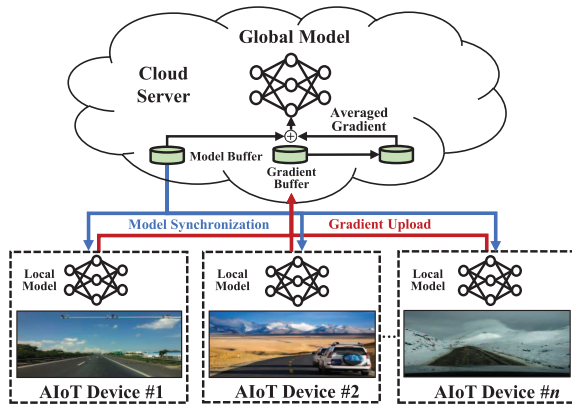 Global Model
Cloud
Server
Averaged
Gradient
Model Buffer
Gradient
Buffer
Model Synchronization
Gradient Upload
Local
Model
Local
Model
Local
Model
......
AIoT Device #1
AIoT Device #2
AIoT Device #n